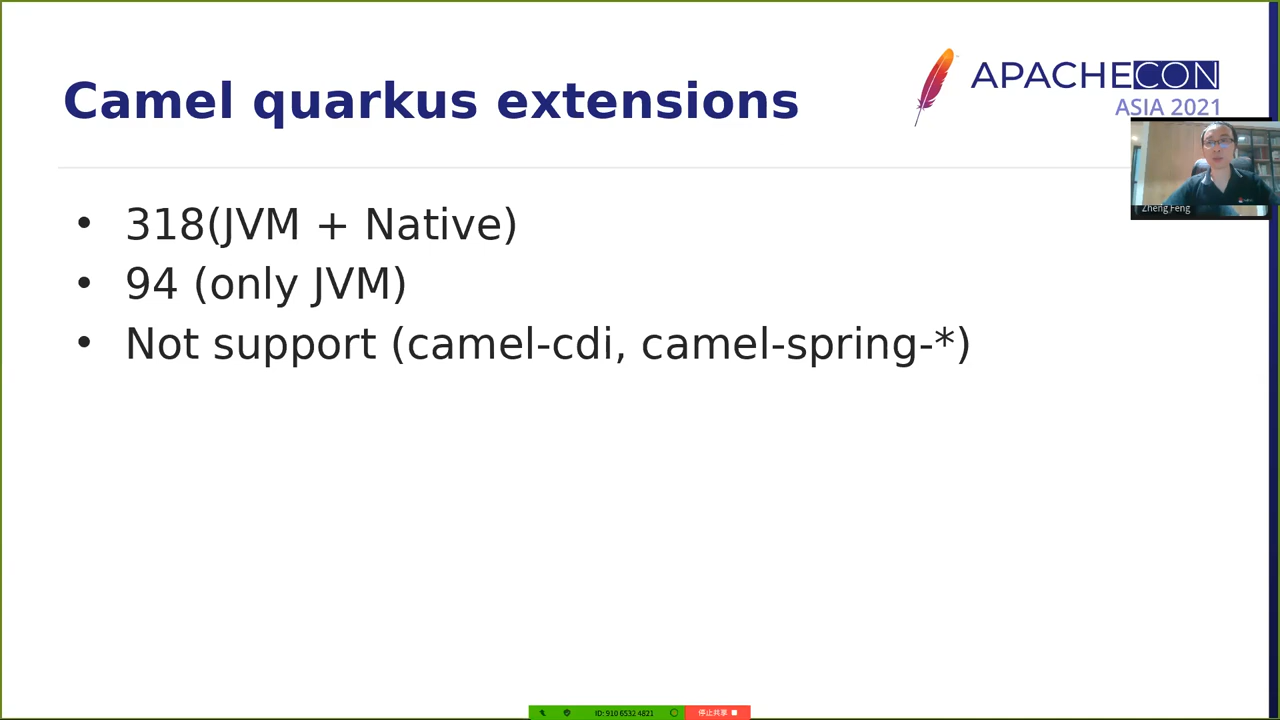 Camel quarkus extensions
APACHECON
ASIA 2021
Zheng Feng
• 318(JVM + Native)
• 94 (only JVM)
• Not support (camel-cdi, camel-spring-*)
ID: 910 6532 4821
停止共享